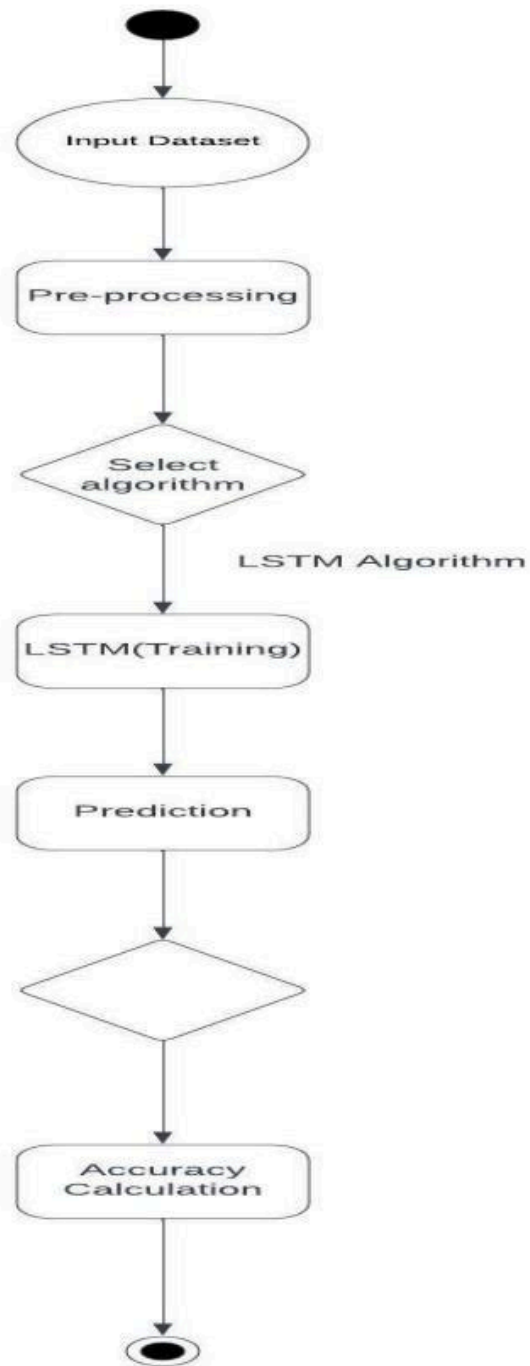 Input Dataset
Pre-processing
Select
algorithm
LSTM Algorithm
LSTM(Training)
Prediction
Accuracy
Calculation